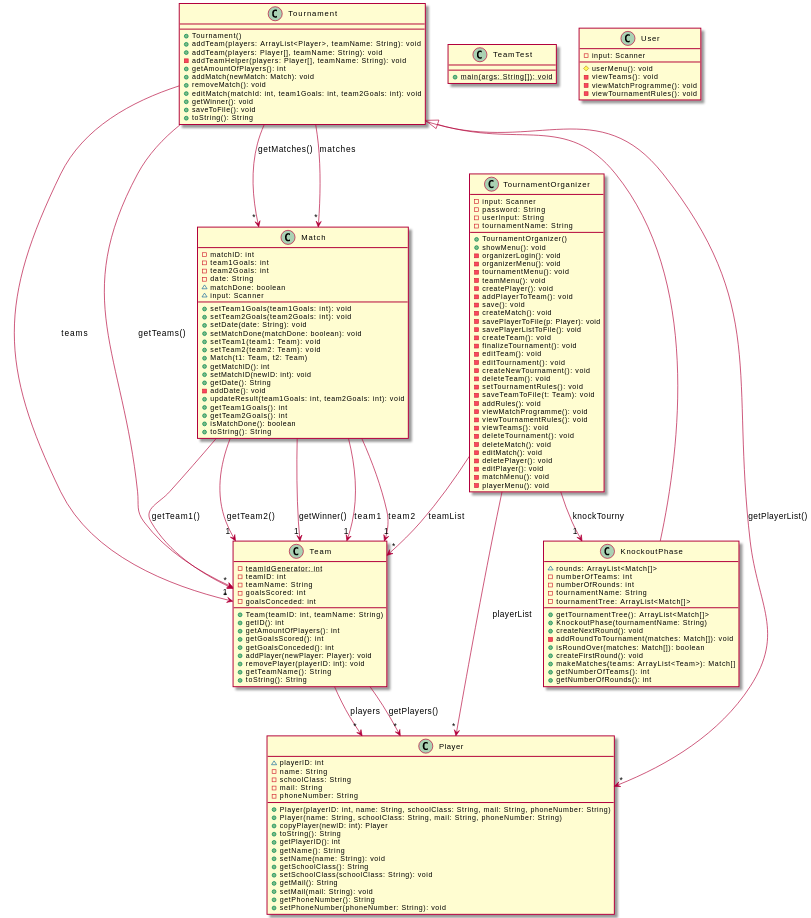 C Tournament
Tournament()
addTeam(players: ArrayList<Player>, teamName: String): void
addTeam(players: Player[], teamName: String): void
addTeamHelper(players: Player[], teamName: String): void
getAmountOfPlayers(): int
addMatch(newMatch: Match): void
removeMatch(): void
editMatch(matchId: int, team1Goals: int, team2Goals: int): void
getWinner(): void
saveToFile(): void
toString(): String
C TeamTest
main(args: String[]): void
C User
input: Scanner
userMenu(): void
viewTeams(): void
viewMatchProgramme(): void
viewTournamentRules(): void
getMatches()
matches
*
*
C Match
matchID: int
team1Goals: int
team2Goals: int
date: String
matchDone: boolean
input: Scanner
setTeam1Goals(team1Goals: int): void
setTeam2Goals(team2Goals: int): void
setDate(date: String): void
setMatchDone(matchDone: boolean): void
setTeam1(team1: Team): void
setTeam2(team2: Team): void
Match(t1: Team, t2: Team)
getMatchID(): int
setMatchID(newID: int): void
getDate(): String
addDate(): void
updateResult(team1Goals: int, team2Goals: int): void
getTeam1Goals(): int
getTeam2Goals(): int
isMatchDone(): boolean
toString(): String
C TournamentOrganizer
input: Scanner
password: String
userInput: String
tournamentName: String
TournamentOrganizer()
showMenu(): void
organizerLogin(): void
organizerMenu(): void
tournamentMenu(): void
teamMenu(): void
createPlayer(): void
addPlayerToTeam(): void
save(): void
createMatch(): void
savePlayerToFile(p: Player): void
savePlayerListToFile(): void
createTeam(): void
finalizeTournament(): void
editTeam(): void
editTournament(): void
createNewTournament(): void
deleteTeam(): void
setTournamentRules(): void
saveTeamToFile(t: Team): void
addRules(): void
viewMatchProgramme(): void
viewTournamentRules(): void
viewTeams(): void
deleteTournament(): void
deleteMatch(): void
editMatch(): void
deletePlayer(): void
editPlayer(): void
matchMenu(): void
playerMenu(): void
teams
getTeams()
getTeam1()
getTeam2()
getWinner()
team1
team2
teamList
knockTourny
getPlayerList()
1
1
1
1
1
*
*
1
C Team
teamIdGenerator: int
teamID: int
teamName: String
goalsScored: int
goalsConceded: int
Team(teamID: int, teamName: String)
getID(): int
getAmountOfPlayers(): int
getGoalsScored(): int
getGoalsConceded(): int
addPlayer(newPlayer: Player): void
removePlayer(playerID: int): void
getTeamName(): String
toString(): String
C KnockoutPhase
rounds: ArrayList<Match[]>
numberOfTeams: int
numberOfRounds: int
tournamentName: String
tournamentTree: ArrayList<Match[]>
getTournamentTree(): ArrayList<Match[]>
KnockoutPhase(tournamentName: String)
createNextRound(): void
addRoundToTournament(matches: Match[]): void
isRoundOver(matches: Match[]): boolean
createFirstRound(): void
makeMatches(teams: ArrayList<Team>): Match[]
getNumberOfTeams(): int
getNumberOfRounds(): int
playerList
players
getPlayers()
*
*
*
*
C Player
playerID: int
name: String
schoolClass: String
mail: String
phoneNumber: String
Player(playerID: int, name: String, schoolClass: String, mail: String, phoneNumber: String)
Player(name: String, schoolClass: String, mail: String, phoneNumber: String)
copyPlayer(newID: int): Player
toString(): String
getPlayerID(): int
getName(): String
setName(name: String): void
getSchoolClass(): String
setSchoolClass(schoolClass: String): void
getMail(): String
setMail(mail: String): void
getPhoneNumber(): String
setPhoneNumber(phoneNumber: String): void